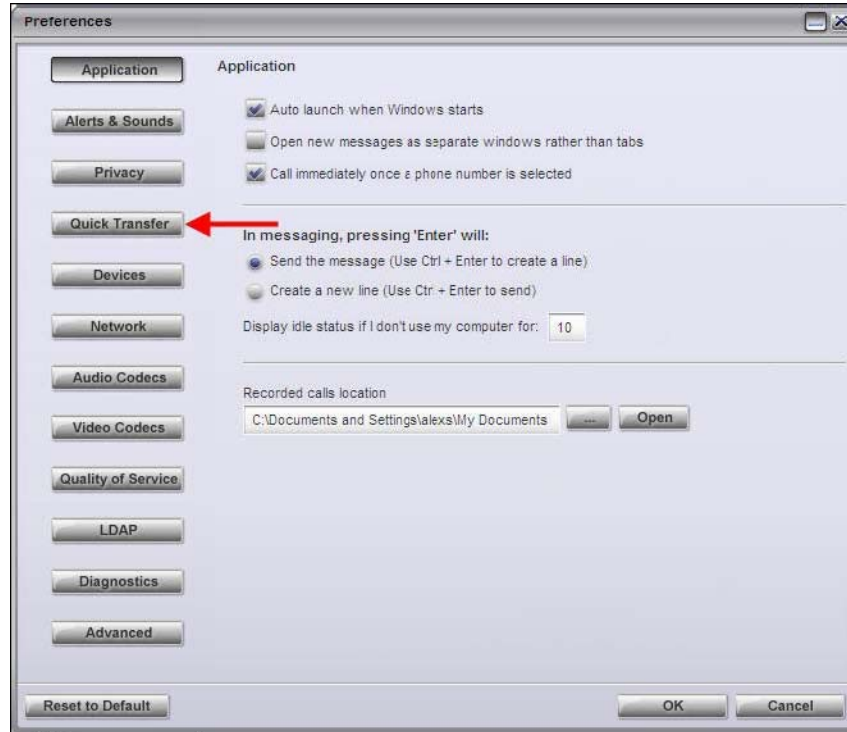 Preferences
Application
Alerts & Sounds
Privacy
Quick Transfer
Devices
Network
Audio Codecs
Video Codecs
Quality of Service
LDAP
Diagnostics
Advanced
Application
Auto launch when Windows starts
Open new messages as separate windows rather than tabs
Call immediately once a phone number is selected
In messaging, pressing 'Enter' will:
Send the message (Use Ctrl + Enter to create a line)
Create a new line (Use Ctrl + Enter to send)
Display idle status if I don't use my computer for: 10
Recorded calls location
C:\Documents and Settings\alexs\My Documents ... Open
Reset to Default OK Cancel